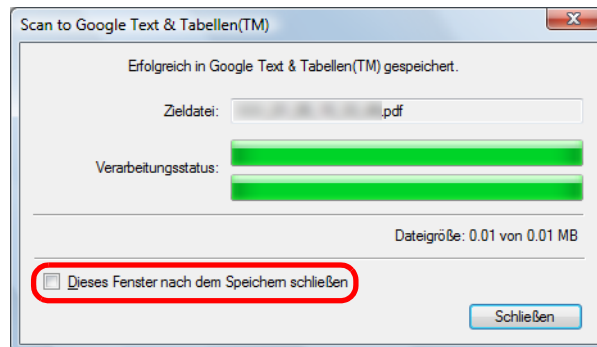 Scan to Google Text & Tabellen(TM)
Erfolgreich in Google Text & Tabellen(TM) gespeichert.
Zieldatei: .pdf
Verarbeitungsstatus:
Dateigröße: 0.01 von 0.01 MB
Dieses Fenster nach dem Speichern schließen
Schließen